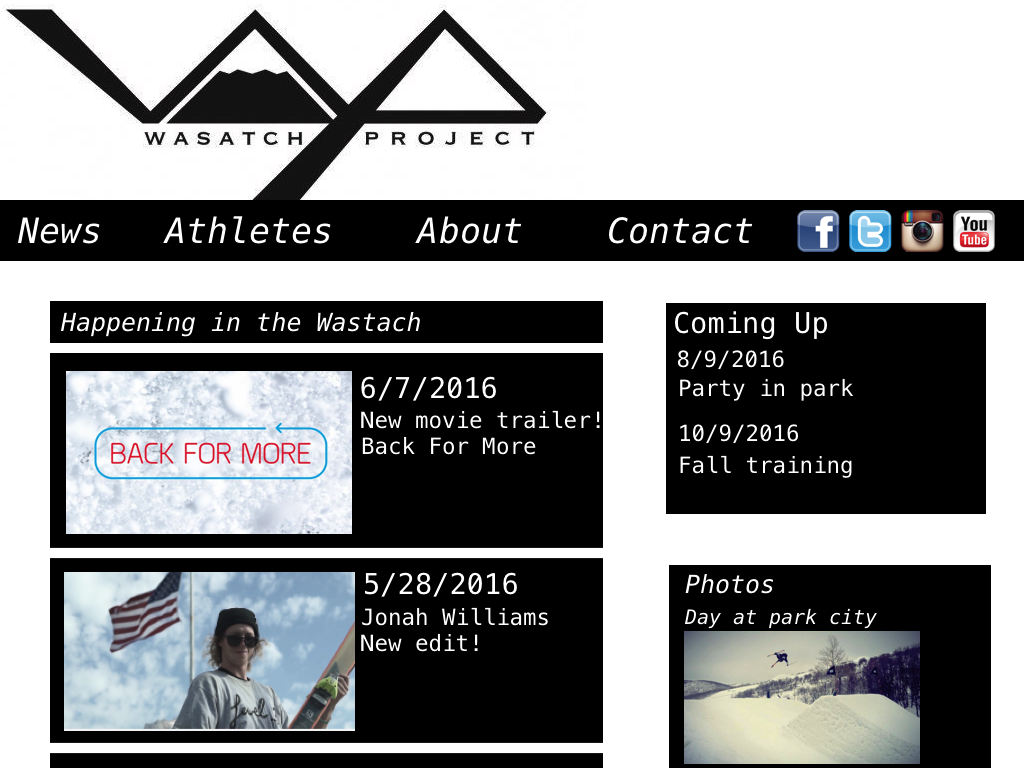 WASATCH PROJECT
News Athletes About Contact f t You Tube
Happening in the Wastach
BACK FOR MORE
6/7/2016
New movie trailer!
Back For More
5/28/2016
Jonah Williams
New edit!
level
Coming Up
8/9/2016
Party in park
10/9/2016
Fall training
Photos
Day at park city